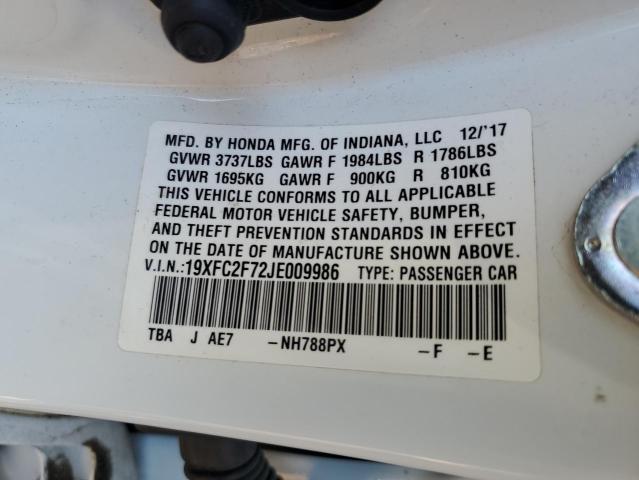 MFD. BY HONDA MFG. OF INDIANA, LLC 12/'17
GVWR 3737LBS GAWR F 1984LBS R 1786LBS
GVWR 1695KG GAWR F 900KG R 810KG
THIS VEHICLE CONFORMS TO ALL APPLICABLE
FEDERAL MOTOR VEHICLE SAFETY, BUMPER,
AND THEFT PREVENTION STANDARDS IN EFFECT
ON THE DATE OF MANUFACTURE SHOWN ABOVE.
V.I.N.:19XFC2F72JE009986 TYPE: PASSENGER CAR
TBA J AE7 -NH788PX -F -E